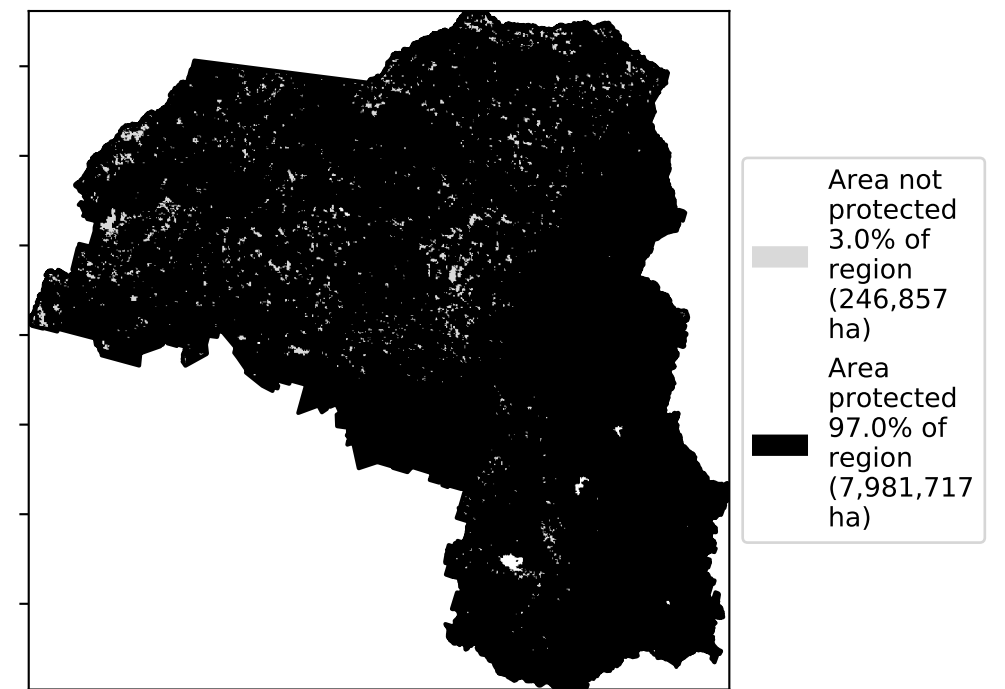 Area not
protected
3.0% of
region
(246,857
ha)
Area
protected
97.0% of
region
(7,981,717
ha)